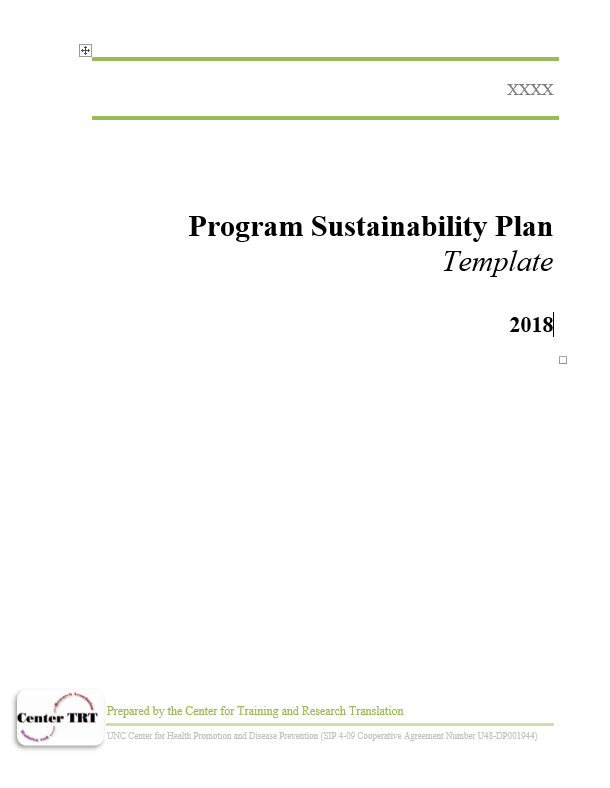 XXXX
Program Sustainability Plan
Template
2018
Center TRT
Prepared by the Center for Training and Research Translation
UNC Center for Health Promotion and Disease Prevention (SIP 4-09 Cooperative Agreement Number U48-DP001944)